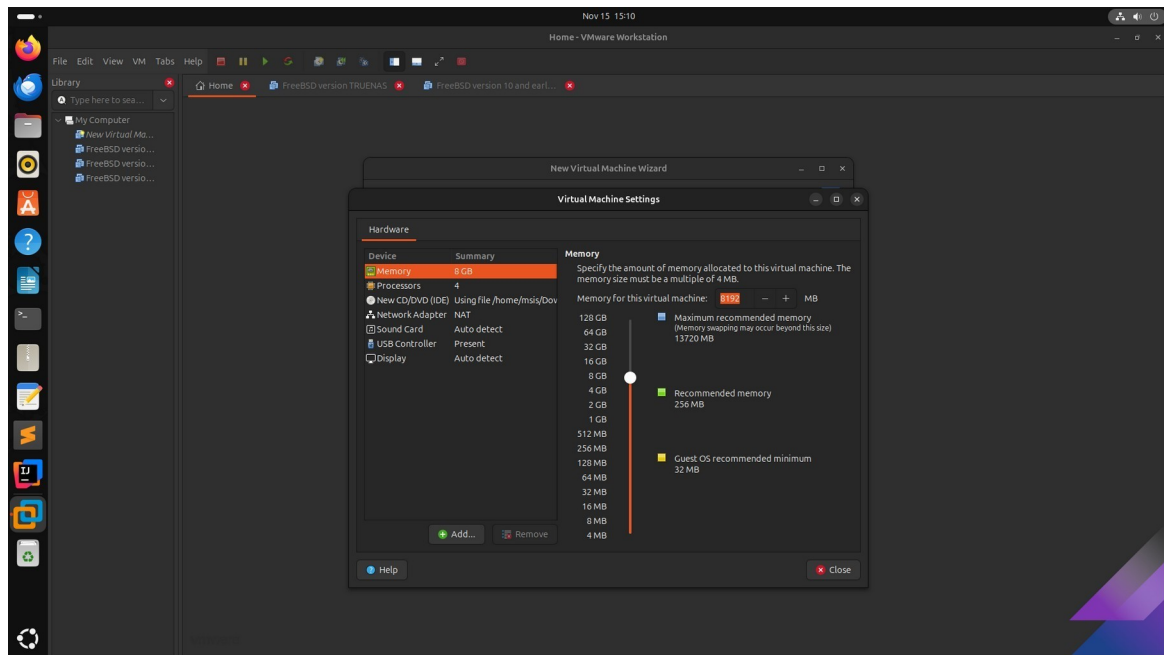 Nov 15 15:10
Home - VMware Workstation
File Edit View VM Tabs Help
Library
Home
FreeBSD version TRUENAS
FreeBSD version 10 and earl...
Type here to sea...
My Computer
New Virtual Ma...
FreeBSD versio...
FreeBSD versio...
FreeBSD versio...
New Virtual Machine Wizard
Virtual Machine Settings
Hardware
Device Summary
Memory 8 GB
Processors 4
New CD/DVD (IDE) Using file /home/msis/Dov
Network Adapter NAT
Sound Card Auto detect
USB Controller Present
Display Auto detect
Add...
Remove
Memory
Specify the amount of memory allocated to this virtual machine. The
memory size must be a multiple of 4 MB.
Memory for this virtual machine: 8192 − + MB
128 GB
64 GB
32 GB
16 GB
8 GB
4 GB
2 GB
1 GB
512 MB
256 MB
128 MB
64 MB
32 MB
16 MB
8 MB
4 MB
Maximum recommended memory
(Memory swapping may occur beyond this size)
13720 MB
Recommended memory
256 MB
Guest OS recommended minimum
32 MB
Help
Close